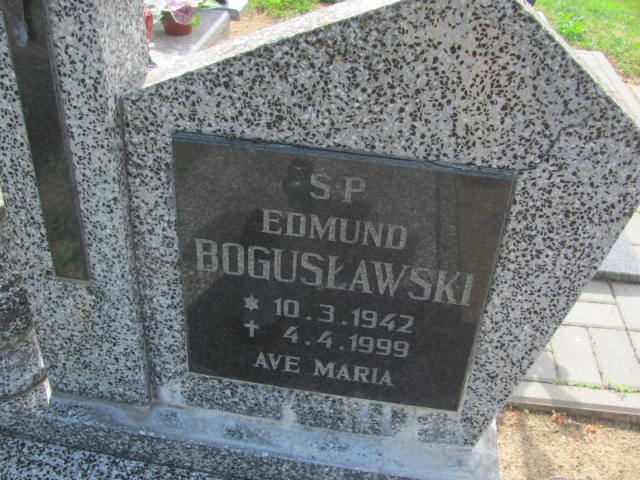 Ś.P
EDMUND
BOGUSŁAWSKI
* 10.3.1942
† 4.4.1999
AVE MARIA